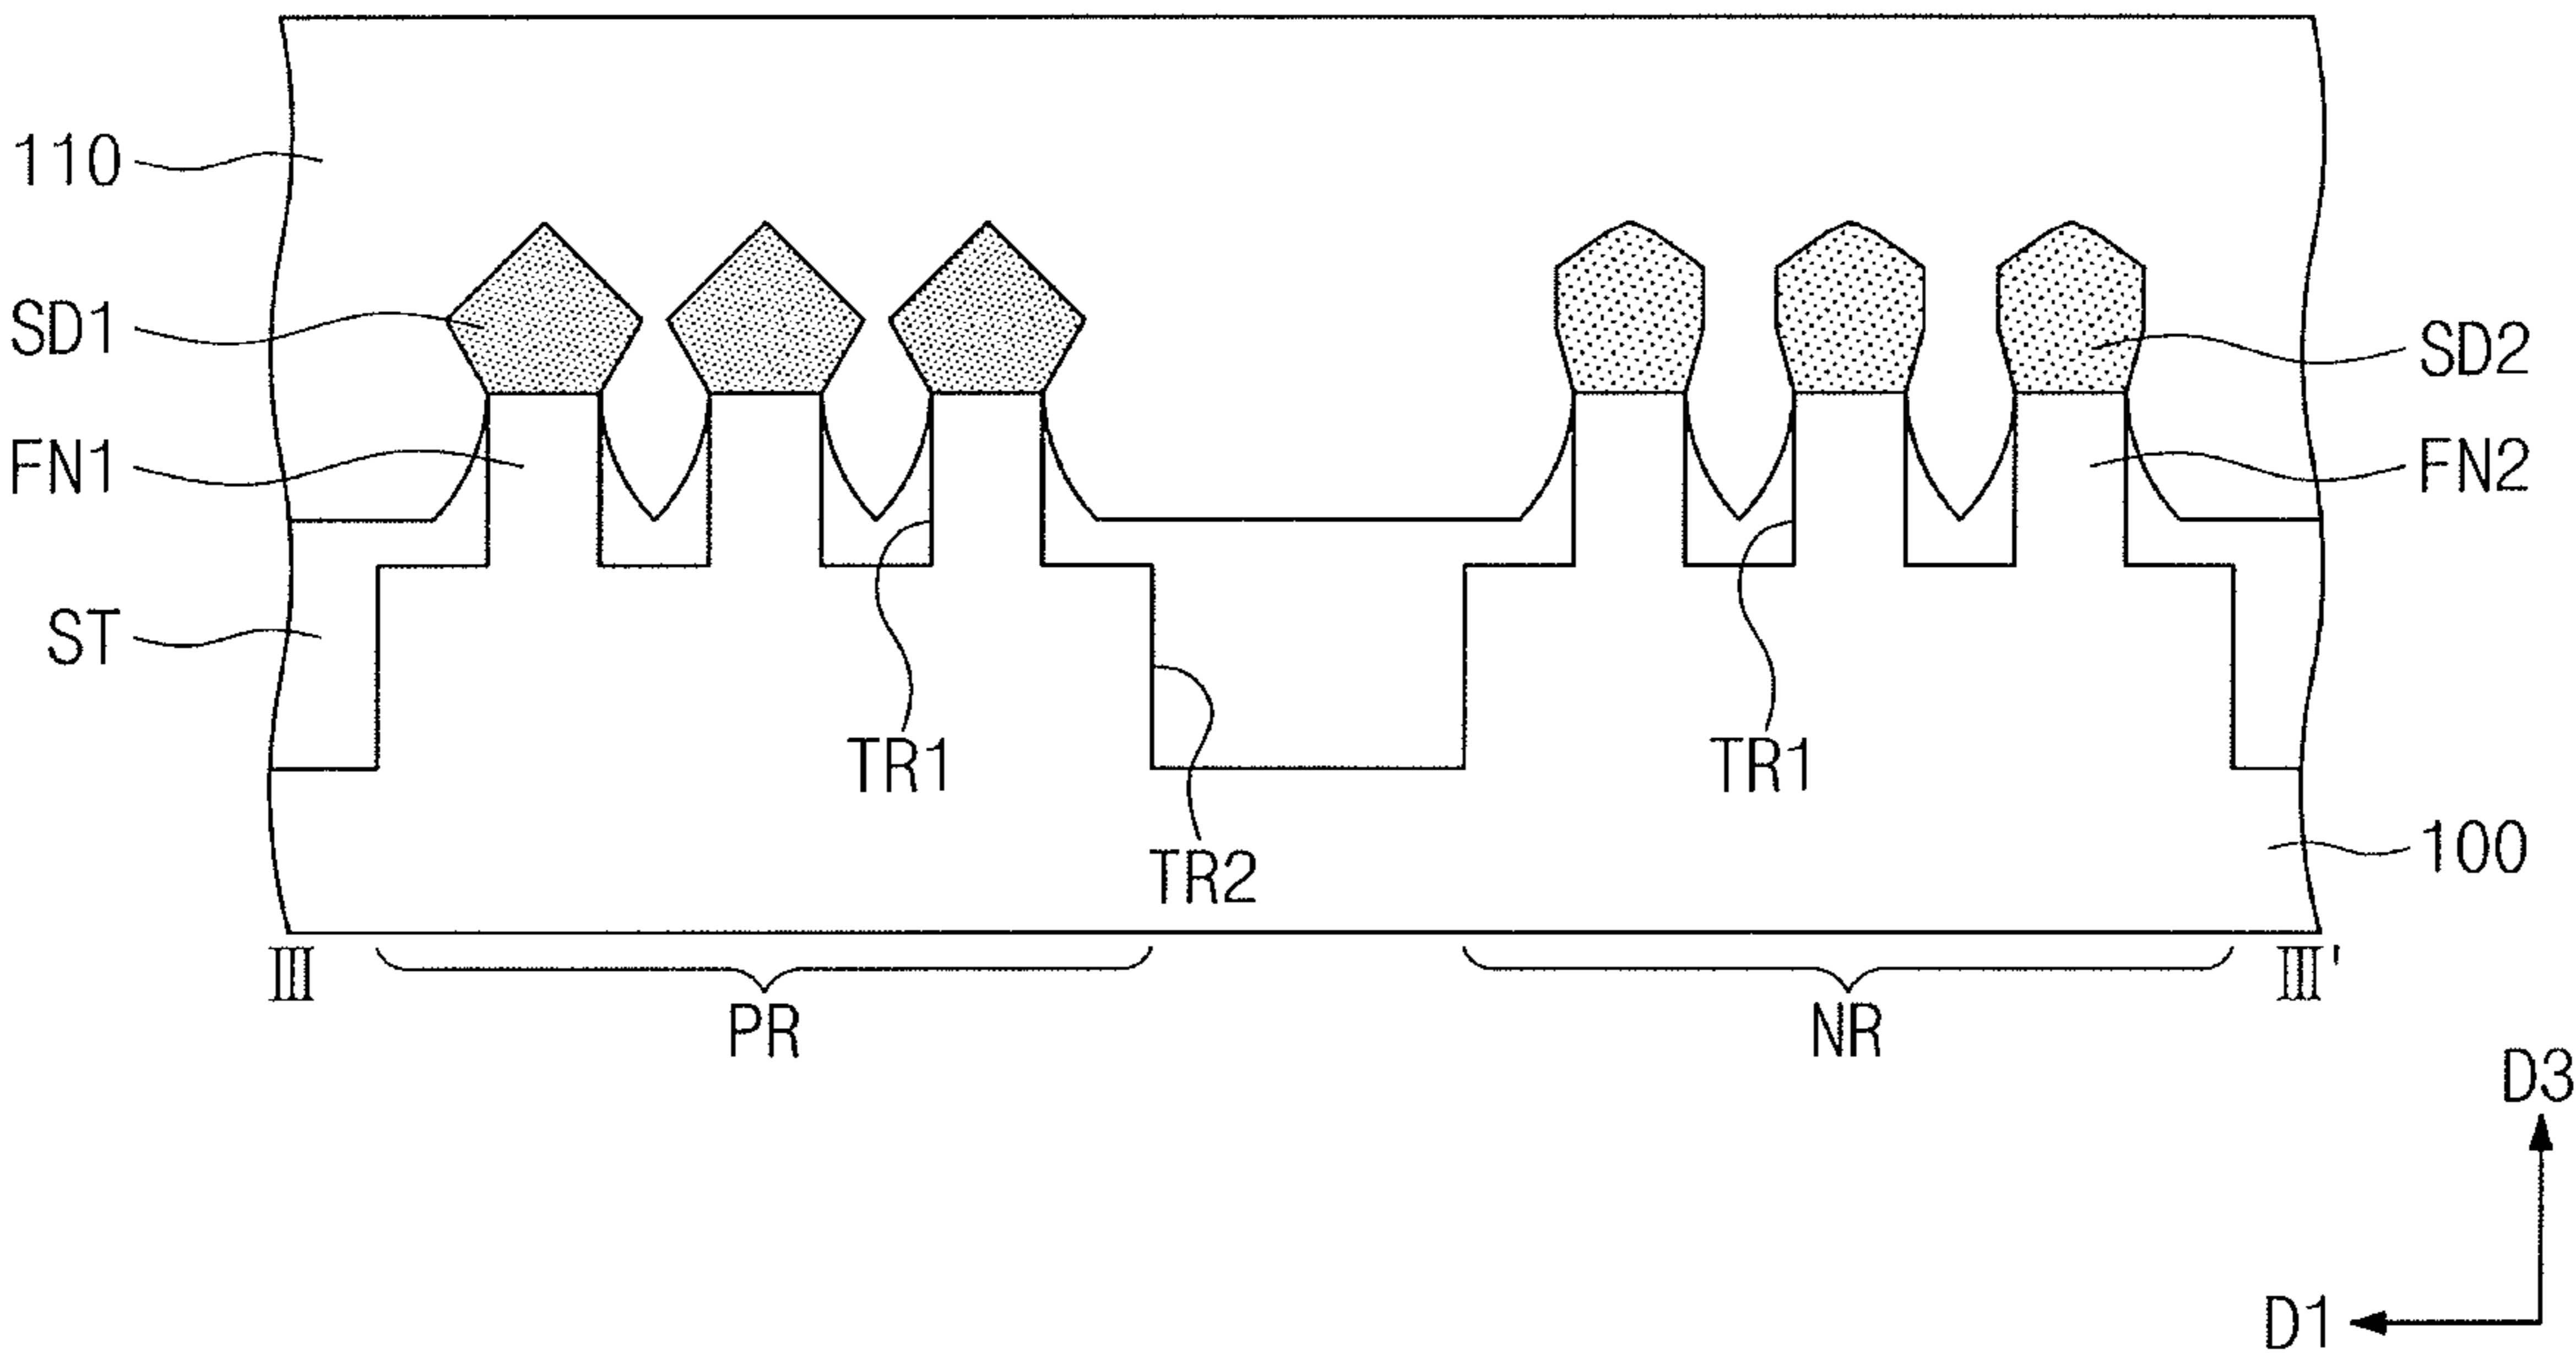 110
SD1
SD2
FN1
FN2
ST
TR1
TR1
100
TR2
III
III'
PR
NR
D3
D1